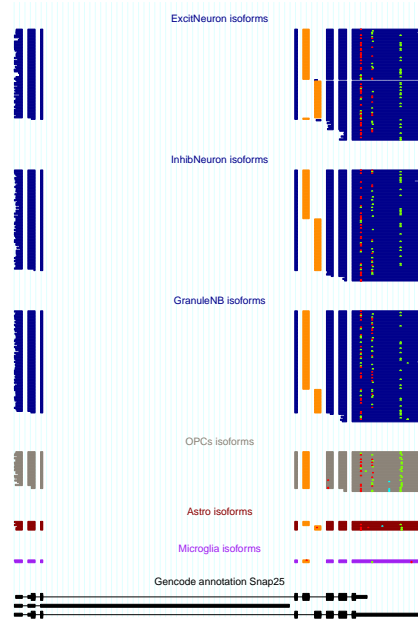 ExcitNeuron isoforms
InhibNeuron isoforms
GranuleNB isoforms
OPCs isoforms
Astro isoforms
Microglia isoforms
Gencode annotation Snap25